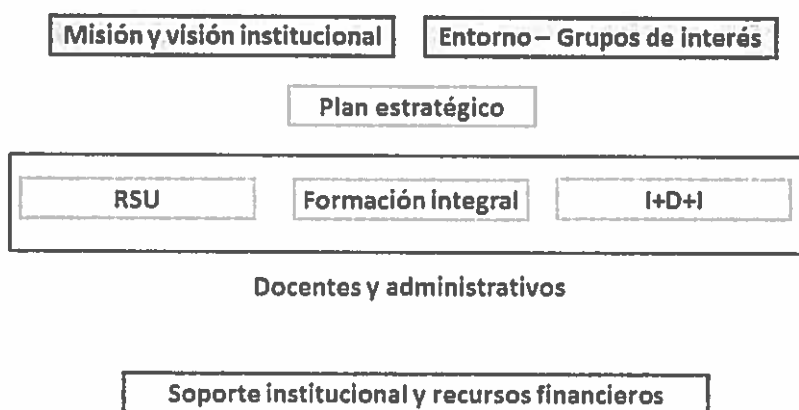 Misión y visión institucional
Entorno – Grupos de interés
Plan estratégico
RSU
Formación integral
I+D+I
Docentes y administrativos
Soporte institucional y recursos financieros